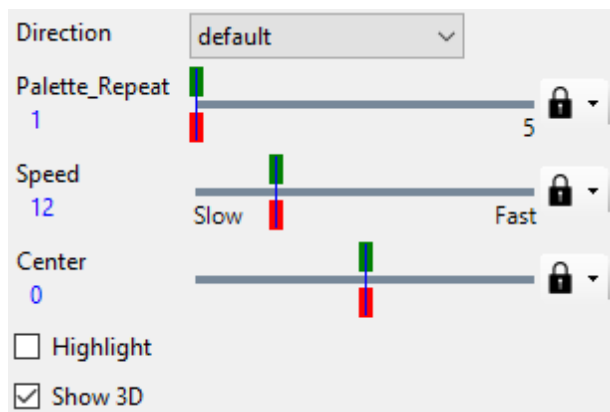 Direction default
Palette_Repeat
1
5
Speed
12
Slow Fast
Center
0
Highlight
Show 3D